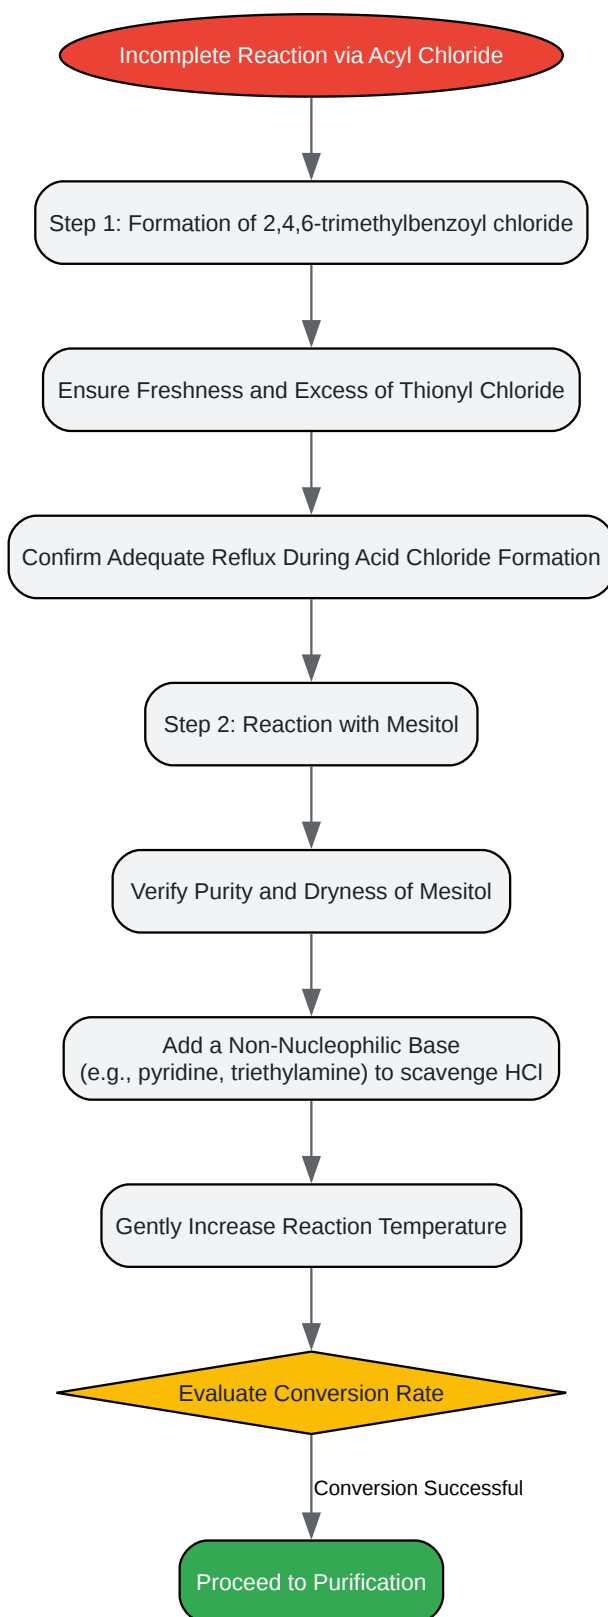 Incomplete Reaction via Acyl Chloride
Step 1: Formation of 2,4,6-trimethylbenzoyl chloride
Ensure Freshness and Excess of Thionyl Chloride
Confirm Adequate Reflux During Acid Chloride Formation
Step 2: Reaction with Mesitol
Verify Purity and Dryness of Mesitol
Add a Non-Nucleophilic Base
(e.g., pyridine, triethylamine) to scavenge HCl
Gently Increase Reaction Temperature
Evaluate Conversion Rate
Conversion Successful
Proceed to Purification